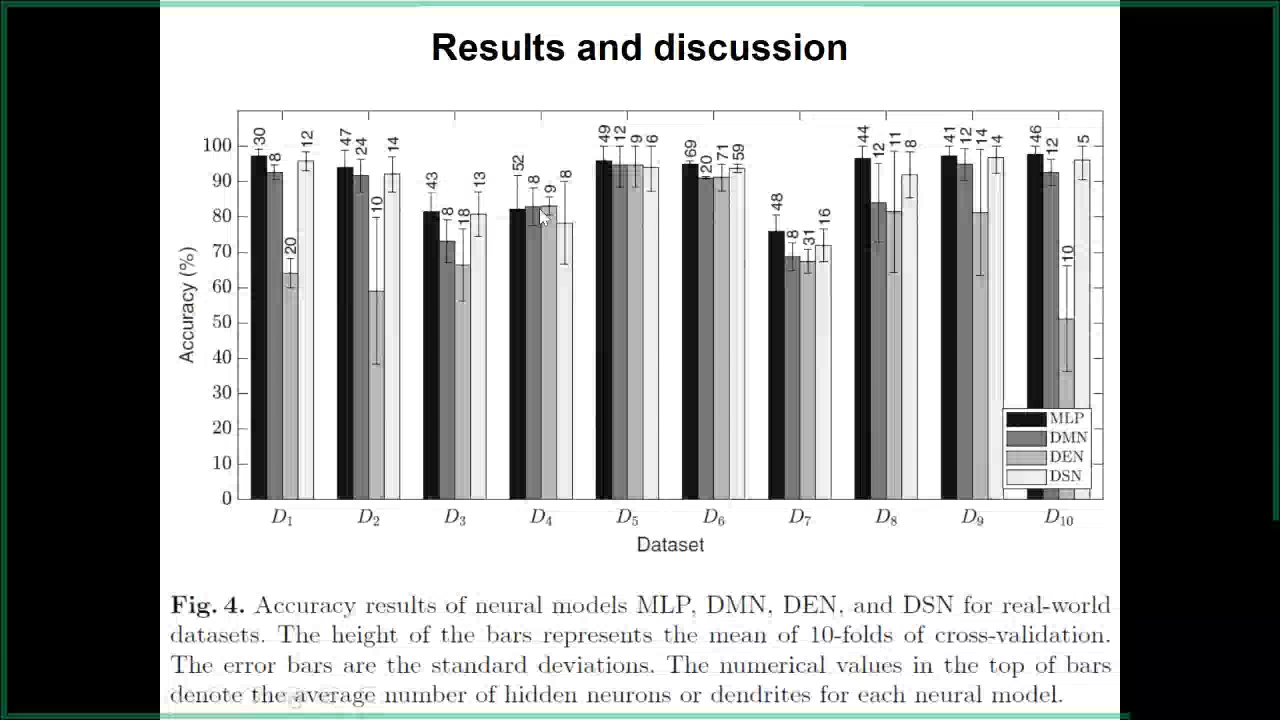 Results and discussion
100
90
80
70
60
50
40
30
20
10
0
Accuracy (%)
30 8 20 12
47 24 10 14
43 8 18 13
52 8 9 8
49 12 9 6
69 20 71 59
48 8 31 16
44 12 11 8
41 12 14 4
46 12 10 5
MLP
DMN
DEN
DSN
D1 D2 D3 D4 D5 D6 D7 D8 D9 D10
Dataset
Fig. 4. Accuracy results of neural models MLP, DMN, DEN, and DSN for real-world
datasets. The height of the bars represents the mean of 10-folds of cross-validation.
The error bars are the standard deviations. The numerical values in the top of bars
denote the average number of hidden neurons or dendrites for each neural model.